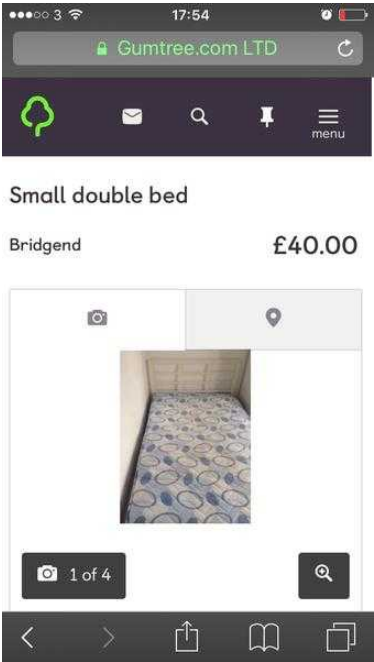 3 17:54
Gumtree.com LTD
menu
Small double bed
Bridgend £40.00
1 of 4